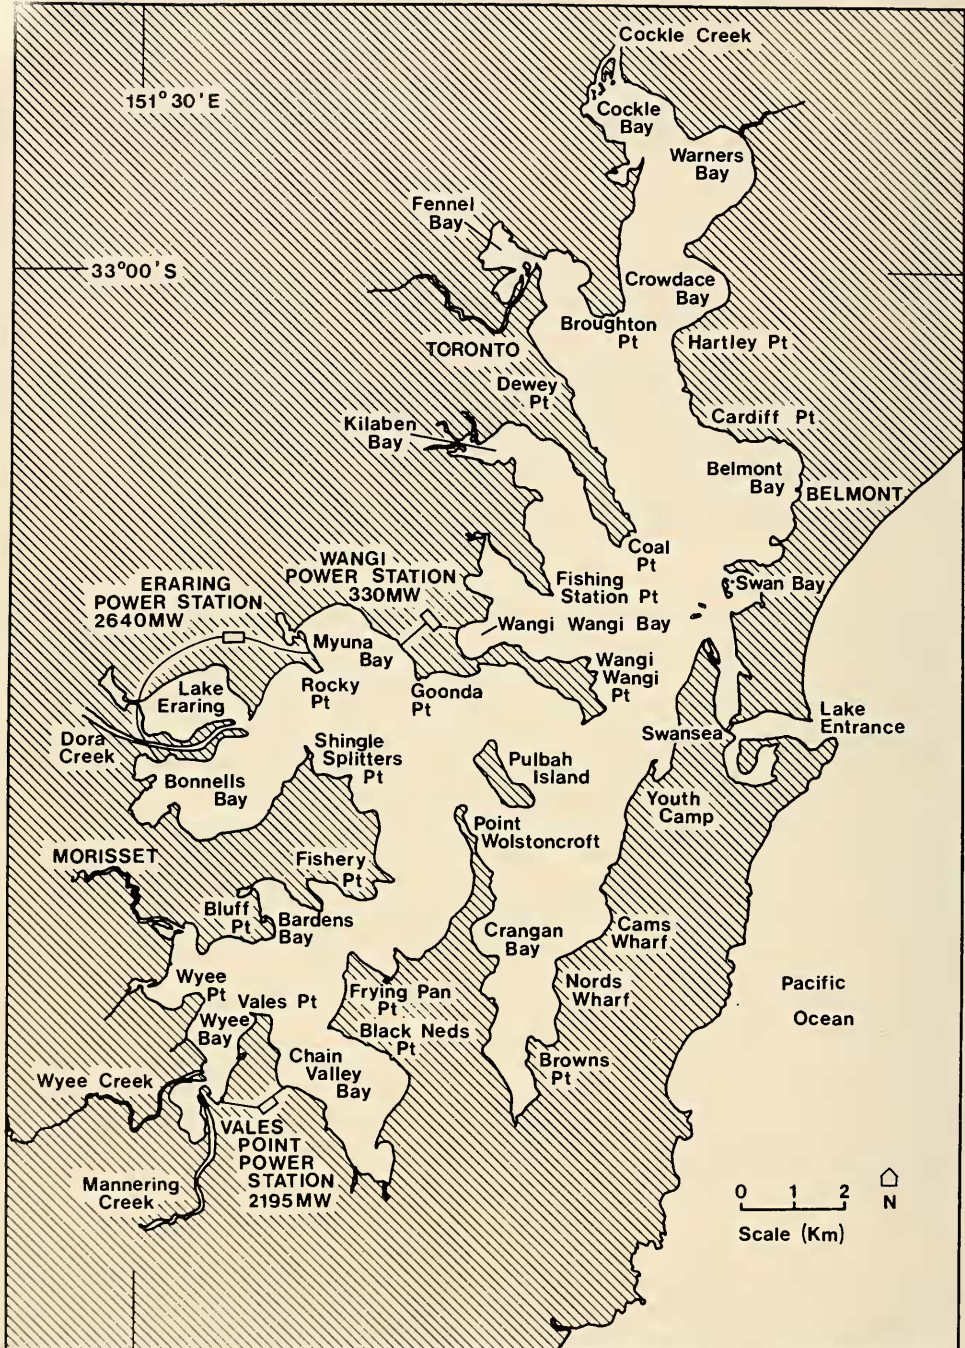 Cockle Creek
151°30'E
Cockle
Bay
Warners
Bay
Fennel
Bay
33°00'S
Crowdace
Bay
Broughton
Pt
TORONTO
Hartley Pt
Dewey
Pt
Kilaben
Bay
Cardiff Pt
Belmont
Bay
BELMONT
Coal
Pt
WANGI
POWER STATION
330MW
ERARING
POWER STATION
2640MW
Fishing
Station Pt
Swan Bay
Wangi Wangi Bay
Myuna
Bay
Wangi
Wangi
Pt
Rocky
Pt
Goonda
Pt
Lake
Eraring
Lake
Entrance
Swansea
Dora
Creek
Shingle
Splitters
Pt
Pulbah
Island
Bonnells
Bay
Youth
Camp
Point
Wolstoncroft
MORISSET
Fishery
Pt
Bluff
Pt
Bardens
Bay
Crangan
Bay
Cams
Wharf
Wyee
Pt
Vales Pt
Frying Pan
Pt
Nords
Wharf
Pacific
Ocean
Wyee
Bay
Black Neds
Pt
Chain
Valley
Bay
Browns
Pt
Wyee Creek
VALES
POINT
POWER
STATION
2195MW
Mannering
Creek
0 1 2
Scale (Km)
N